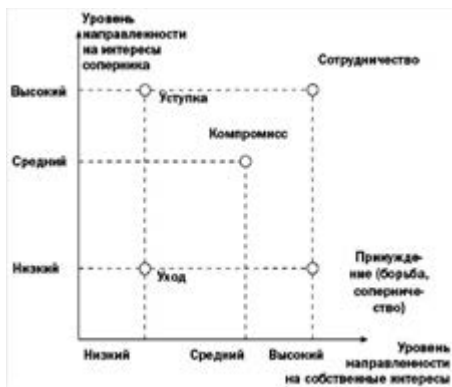 Уровень
направленности
на интересы
соперника
Сотрудничество
Высокий
Уступка
Компромисс
Средний
Принужде-
ние (борьба,
соперниче-
ство)
Низкий
Уход
Низкий
Средний
Высокий
Уровень
направленности
на собственные интересы